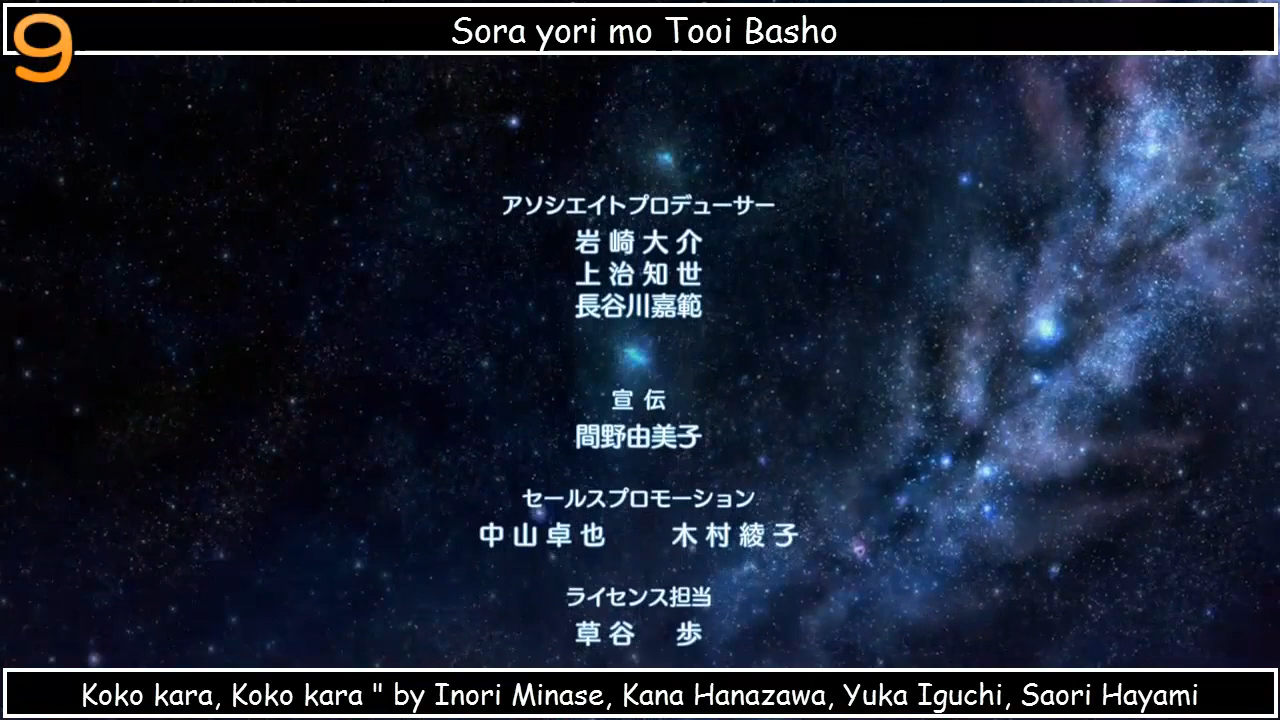 9
Sora yori mo Tooi Basho
アソシエイトプロデューサー
岩崎大介
上治知世
長谷川嘉範
宣伝
間野由美子
セールスプロモーション
中山卓也 木村綾子
ライセンス担当
草谷 歩
Koko kara, Koko kara " by Inori Minase, Kana Hanazawa, Yuka Iguchi, Saori Hayami